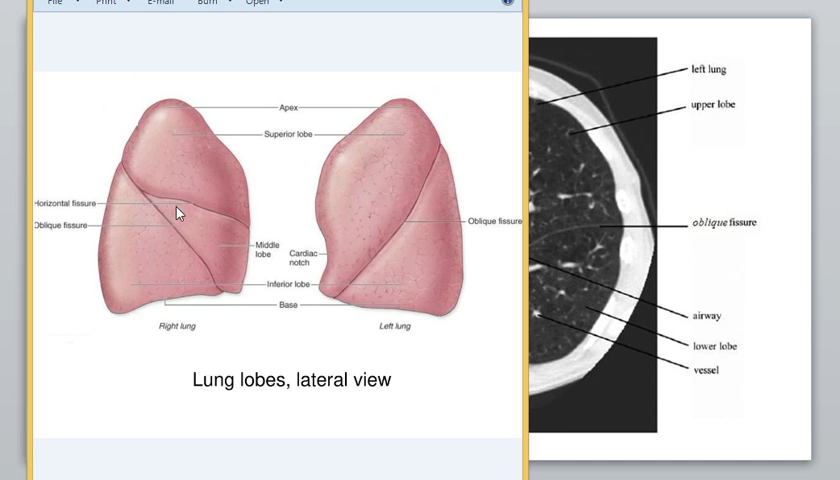 File Print E-mail Burn Open
Apex
Superior lobe
Horizontal fissure
Oblique fissure
Oblique fissure
Middle
lobe
Cardiac
notch
Inferior lobe
Base
Right lung
Left lung
Lung lobes, lateral view
left lung
upper lobe
oblique fissure
airway
lower lobe
vessel